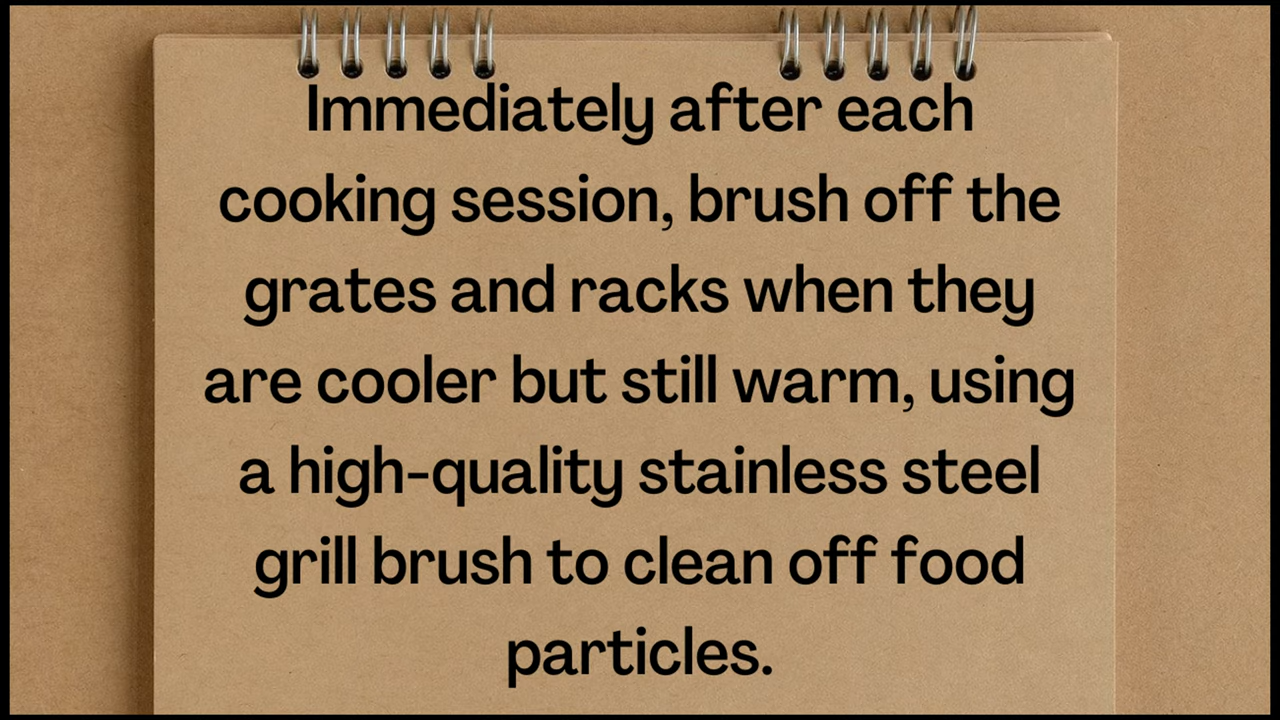 Immediately after each
cooking session, brush off the
grates and racks when they
are cooler but still warm, using
a high-quality stainless steel
grill brush to clean off food
particles.